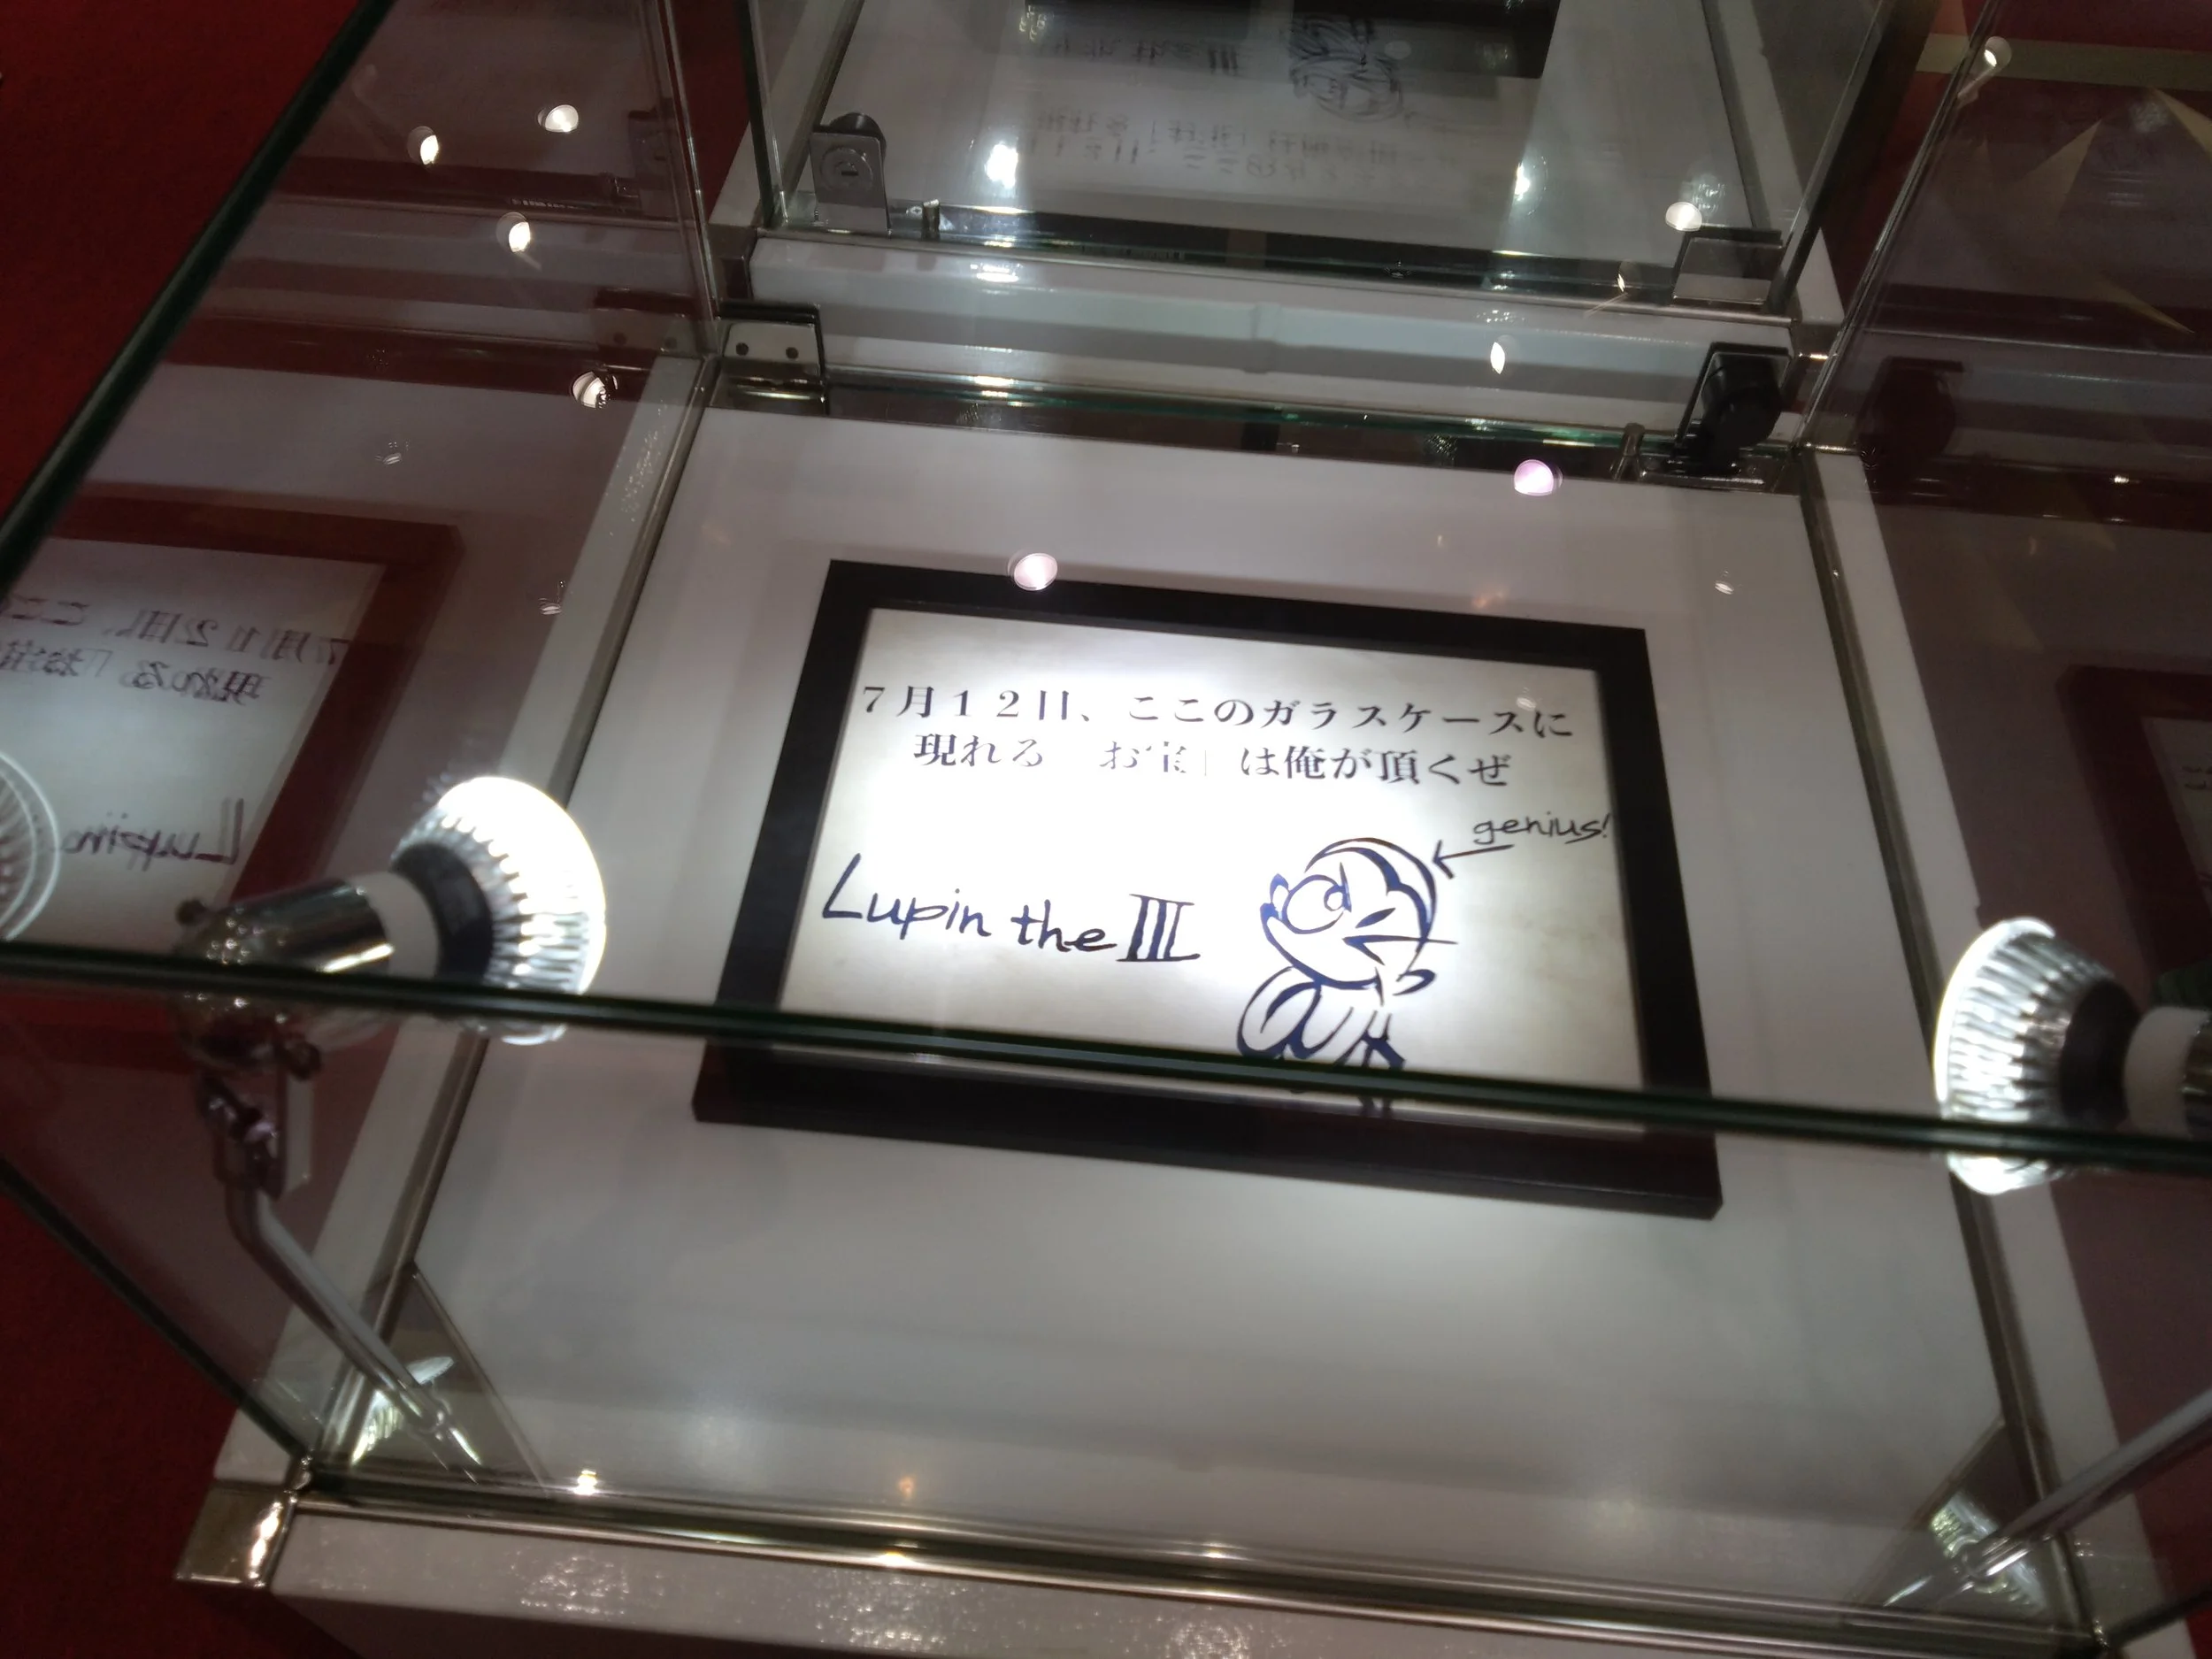 7月12日、ここのガラスケースに
現れる「お宝」は俺が頂くぜ
genius!
Lupin the III